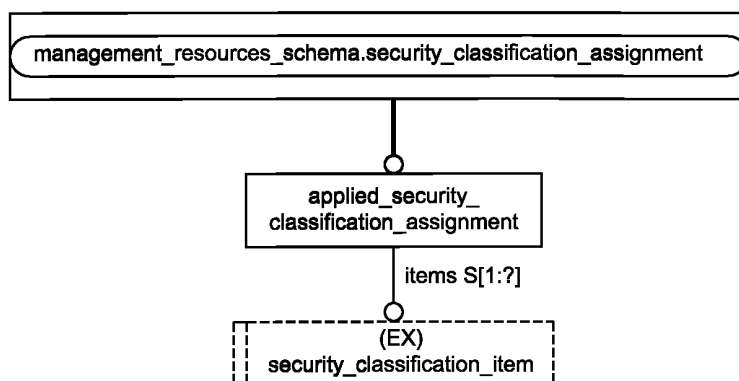 management_resources_schema.security_classification_assignment
applied_security_
classification_assignment
items S[1:?]
(EX)
security_classification_item